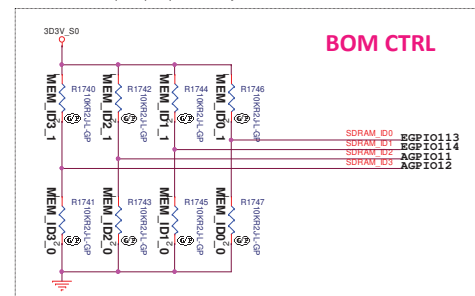 3D3V_S0
BOM CTRL
MEM_ID3_1
R1740
10KR2J-L-GP
MEM_ID2_1
R1742
10KR2J-L-GP
MEM_ID1_1
R1744
10KR2J-L-GP
MEM_ID0_1
R1746
10KR2J-L-GP
SDRAM_ID0 EGPIO113
SDRAM_ID1 EGPIO114
SDRAM_ID2 AGPIO11
SDRAM_ID3 AGPIO12
MEM_ID3_0
R1741
10KR2J-L-GP
MEM_ID2_0
R1743
10KR2J-L-GP
MEM_ID1_0
R1745
10KR2J-L-GP
MEM_ID0_0
R1747
10KR2J-L-GP